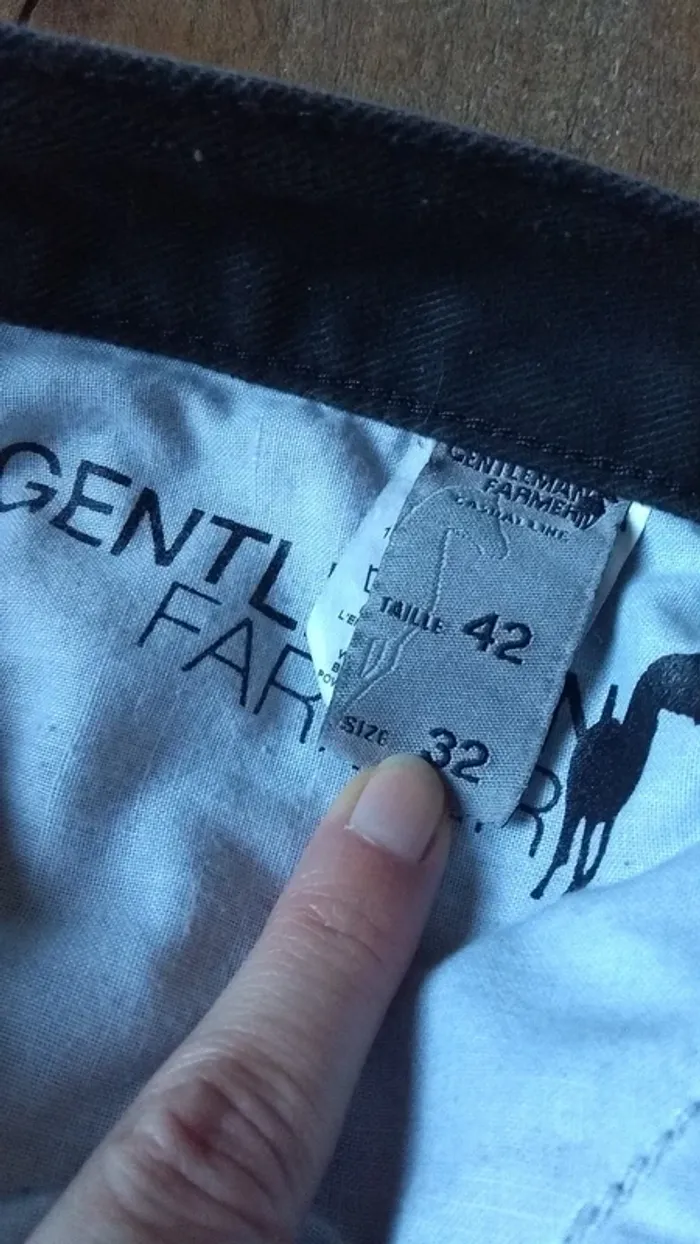 GENTL
FAR
GENTLEMAN
FARMER
CASUAL LINE
TAILLE 42
SIZE 32